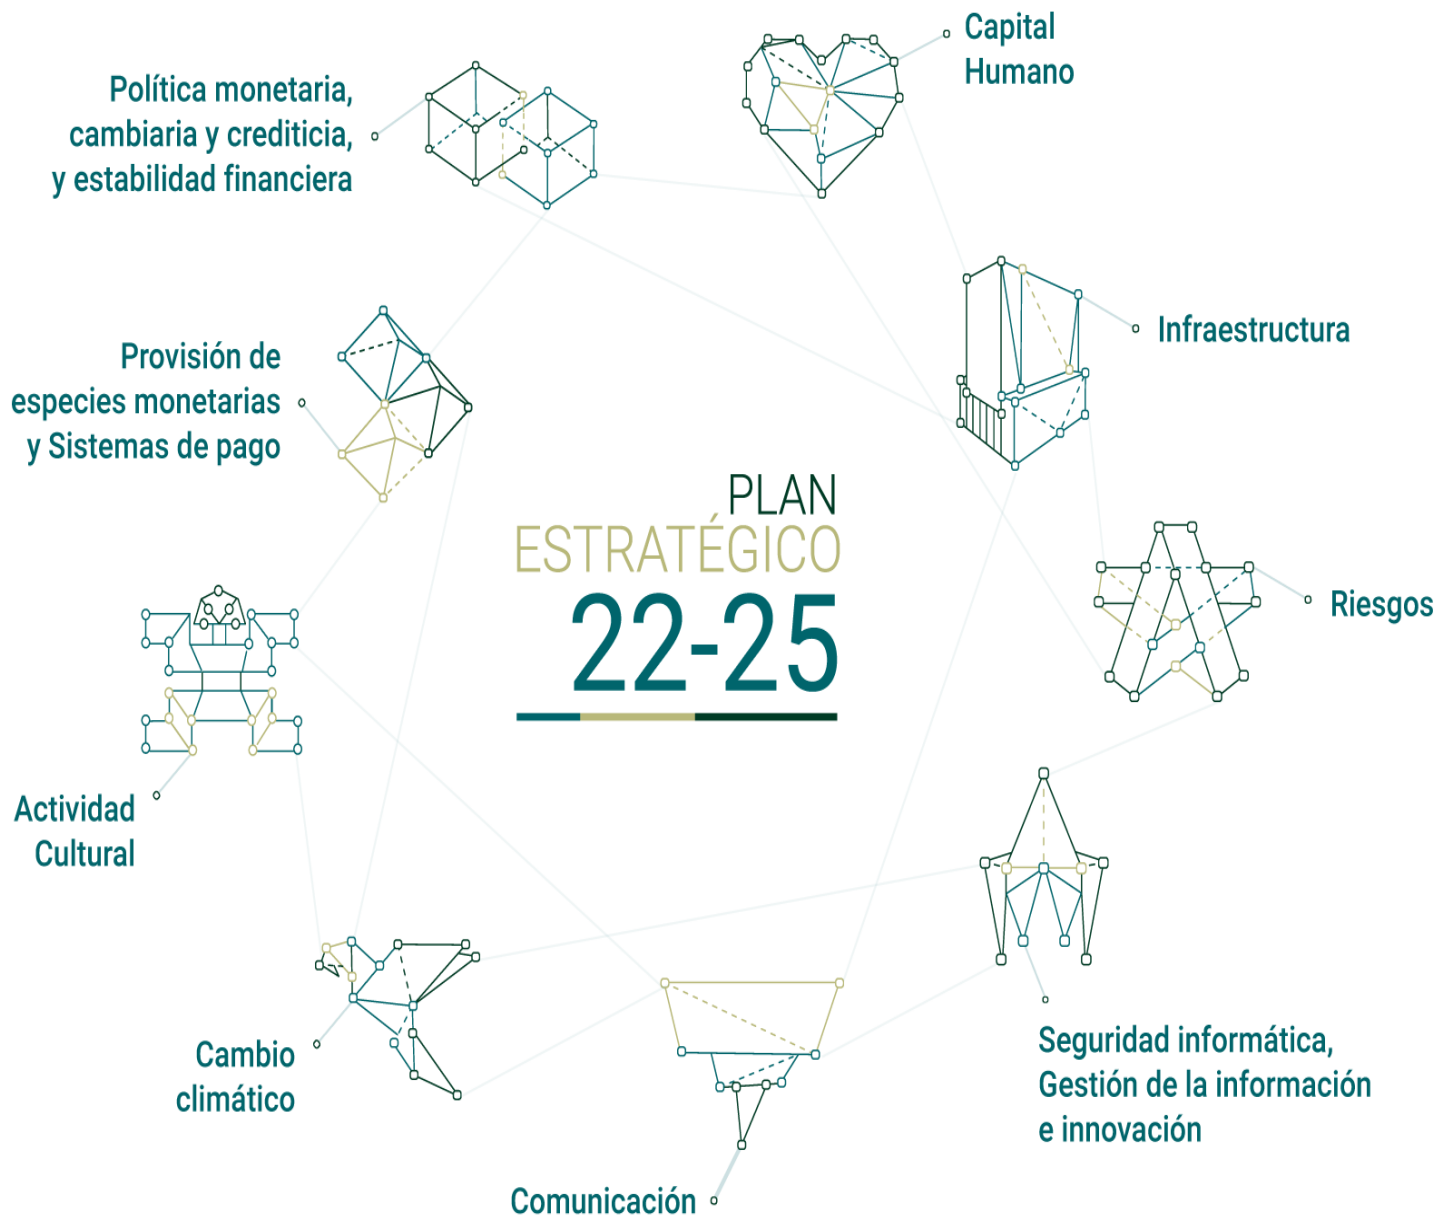 Política monetaria,
cambiaria y crediticia,
y estabilidad financiera
Capital
Humano
Infraestructura
Provisión de
especies monetarias
y Sistemas de pago
PLAN
ESTRATÉGICO
22-25
Riesgos
Actividad
Cultural
Cambio
climático
Seguridad informática,
Gestión de la información
e innovación
Comunicación